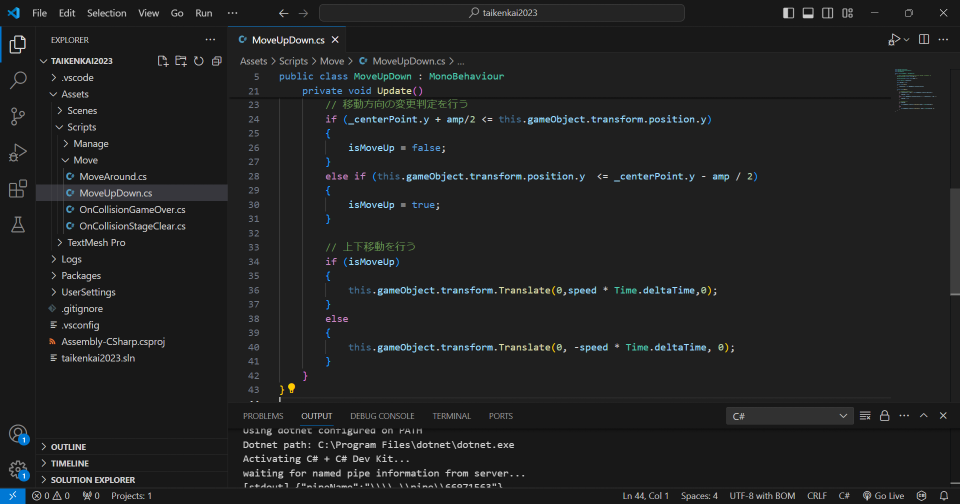 File Edit Selection View Go Run ··· taikenkai2023
EXPLORER ···
TAIKENKAI2023
.vscode
Assets
Scenes
Scripts
Manage
Move
MoveAround.cs
MoveUpDown.cs
OnCollisionGameOver.cs
OnCollisionStageClear.cs
TextMesh Pro
Logs
Packages
UserSettings
.gitignore
.vsconfig
Assembly-CSharp.csproj
taikenkai2023.sln
OUTLINE
TIMELINE
SOLUTION EXPLORER
1
1
MoveUpDown.cs
Assets > Scripts > Move > MoveUpDown.cs > ...
5 public class MoveUpDown : MonoBehaviour
21 private void Update()
23 // 移動方向の変更判定を行う
24 if (_centerPoint.y + amp/2 <= this.gameObject.transform.position.y)
25 {
26 isMoveUp = false;
27 }
28 else if (this.gameObject.transform.position.y  <= _centerPoint.y - amp / 2)
29 {
30 isMoveUp = true;
31 }
32
33 // 上下移動を行う
34 if (isMoveUp)
35 {
36 this.gameObject.transform.Translate(0,speed * Time.deltaTime,0);
37 }
38 else
39 {
40 this.gameObject.transform.Translate(0, -speed * Time.deltaTime, 0);
41 }
42 }
43 }
PROBLEMS OUTPUT DEBUG CONSOLE TERMINAL PORTS C#
Using dotnet configured on PATH
Dotnet path: C:\Program Files\dotnet\dotnet.exe
Activating C# + C# Dev Kit...
waiting for named pipe information from server...
0 0 0 Projects: 1 Ln 44, Col 1 Spaces: 4 UTF-8 with BOM CRLF C# Go Live